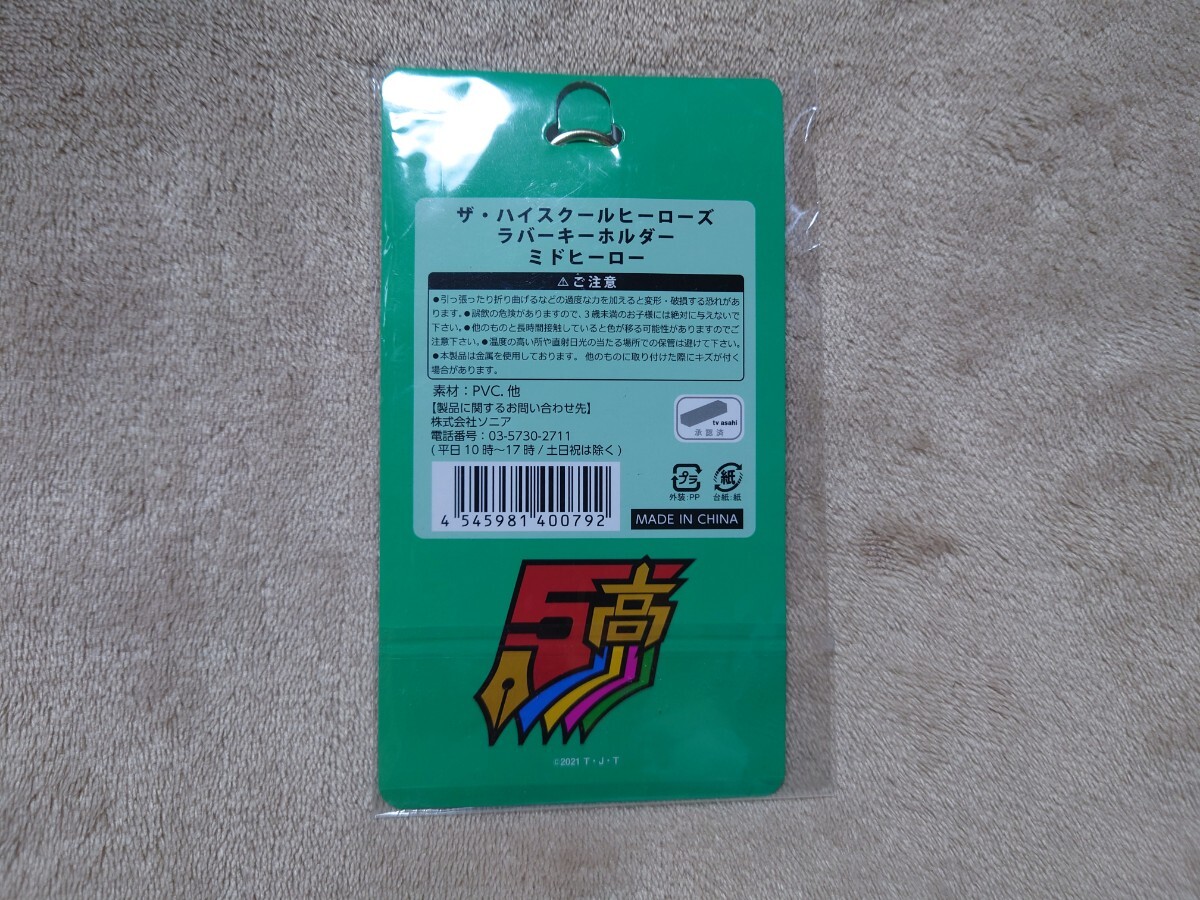 ザ・ハイスクールヒーローズ
ラバーキーホルダー
ミドヒーロー
⚠ご注意
●引っ張ったり折り曲げるなどの過度な力を加えると変形・破損する恐れがあ
ります。●誤飲の危険がありますので、3歳未満のお子様には絶対に与えないで
下さい。●他のものと長時間接触していると色が移る可能性がありますのでご
注意下さい。●温度の高い所や直射日光の当たる場所での保管は避けて下さい。
●本製品は金属を使用しております。 他のものに取り付けた際にキズが付く
場合があります。
素材：PVC. 他
【製品に関するお問い合わせ先】
株式会社ソニア
電話番号：03-5730-2711
( 平日 10 時～17 時 / 土日祝は除く )
tv asahi
承認済
プラ
外装：PP
紙
台紙：紙
4 545981 400792
MADE IN CHINA
5高
©2021 T・J・T